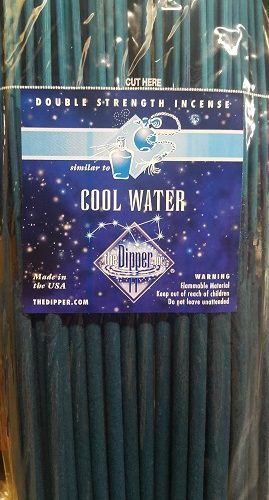 CUT HERE
DOUBLE STRENGTH INCENSE
similar to
COOL WATER
the Dipper inc.
Made in
the USA
THEDIPPER.COM
WARNING
Flammable Material
Keep out of reach of children
Do not leave unattended